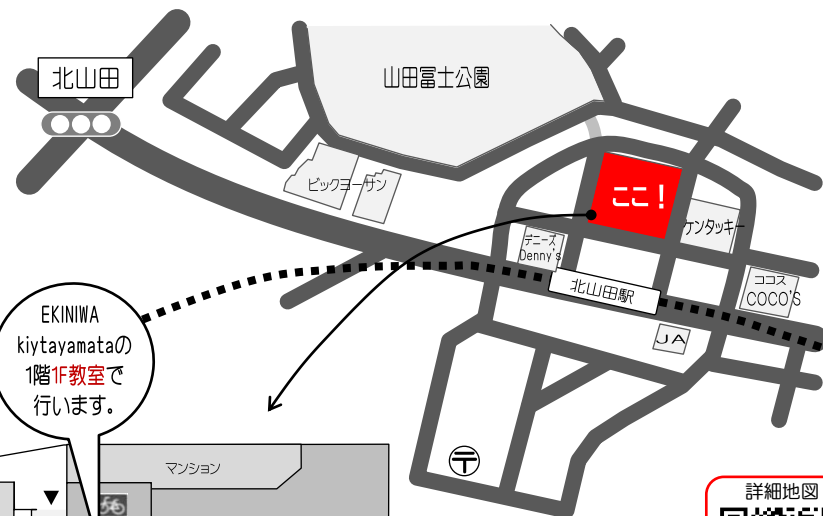 北山田
山田冨士公園
ビックヨーサン
ここ!
ケンタッキー
デニーズ
Denny's
北山田駅
ココス
COCO'S
JA
EKINIWA
kiytayamataの
1階1F教室で
行います。
〒
マンション
詳細地図